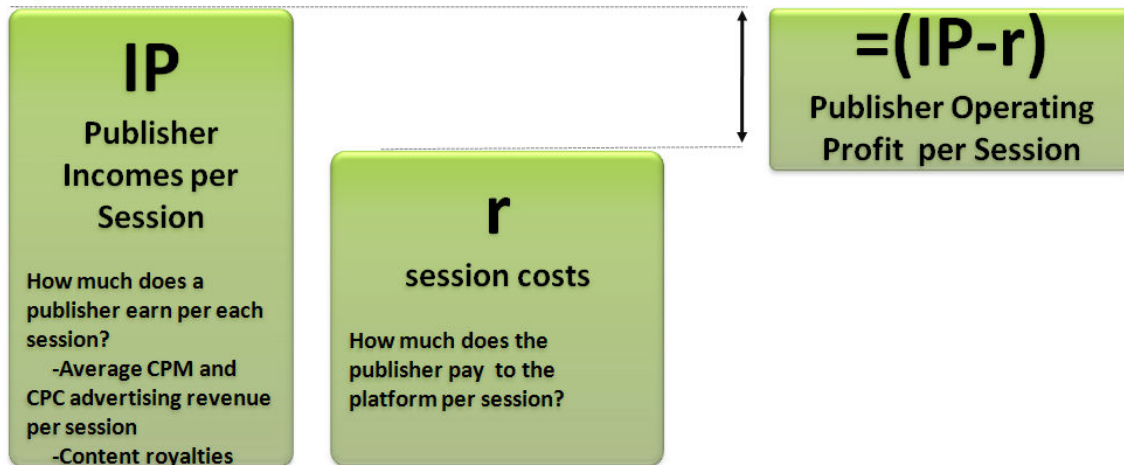 IP
Publisher
Incomes per
Session
How much does a
publisher earn per each
session?
-Average CPM and
CPC advertising revenue
per session
-Content royalties
r
session costs
How much does the
publisher pay to the
platform per session?
=(IP-r)
Publisher Operating
Profit per Session